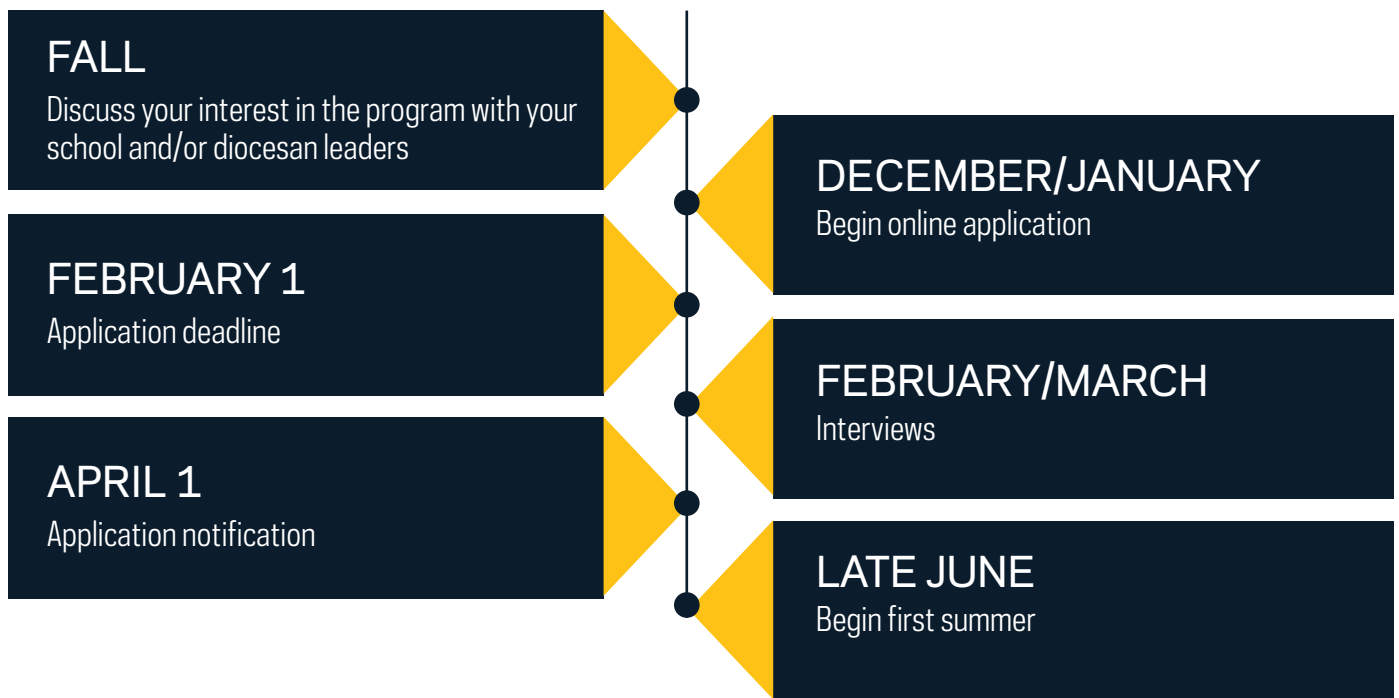 FALL
Discuss your interest in the program with your
school and/or diocesan leaders
DECEMBER/JANUARY
Begin online application
FEBRUARY 1
Application deadline
FEBRUARY/MARCH
Interviews
APRIL 1
Application notification
LATE JUNE
Begin first summer